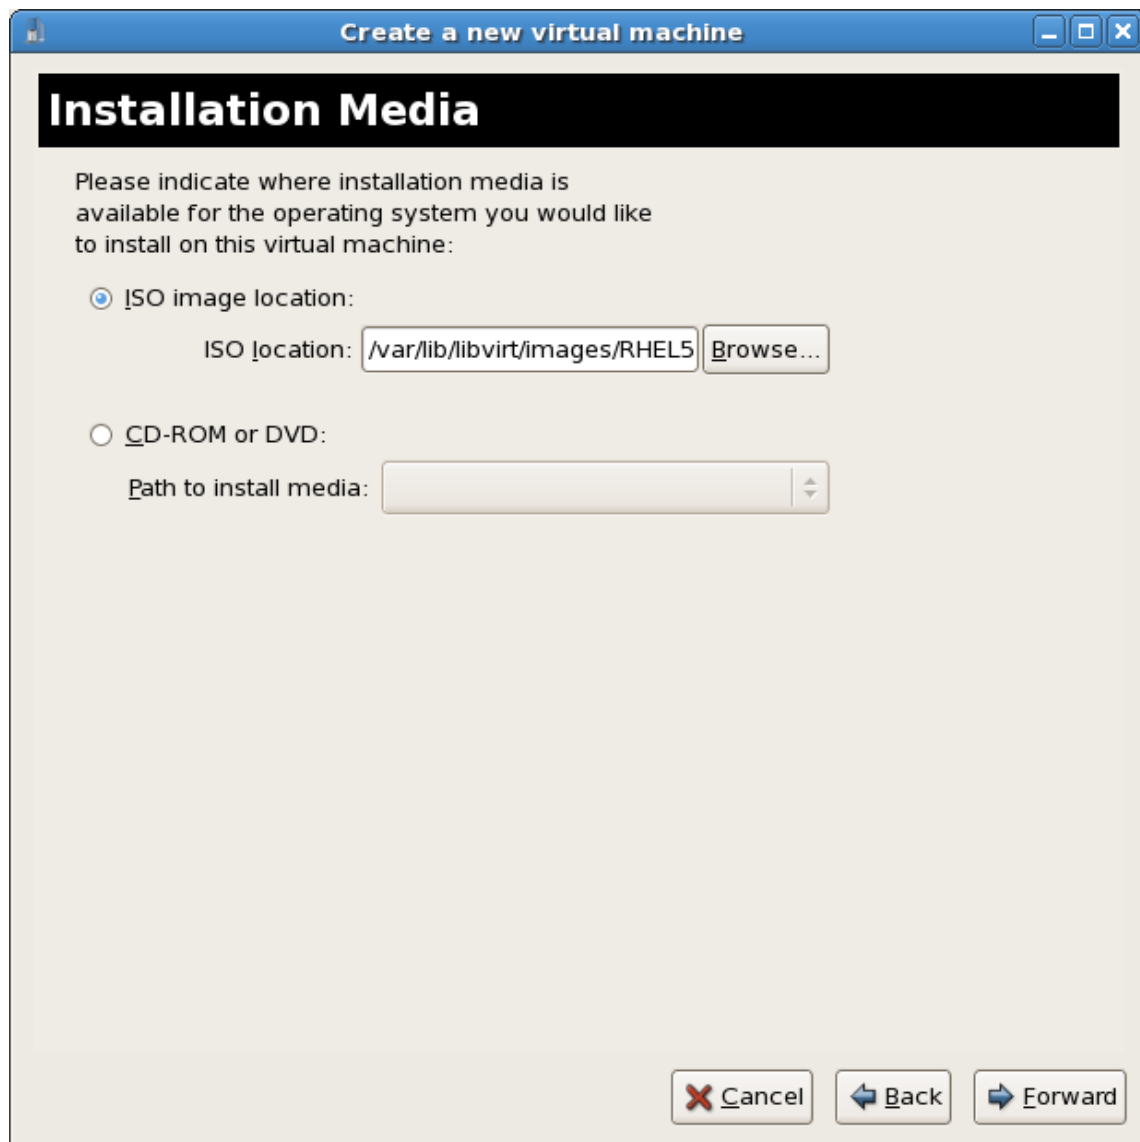 Create a new virtual machine
Installation Media
Please indicate where installation media is
available for the operating system you would like
to install on this virtual machine:
ISO image location:
ISO location: /var/lib/libvirt/images/RHEL5 Browse...
CD-ROM or DVD:
Path to install media:
Cancel Back Forward